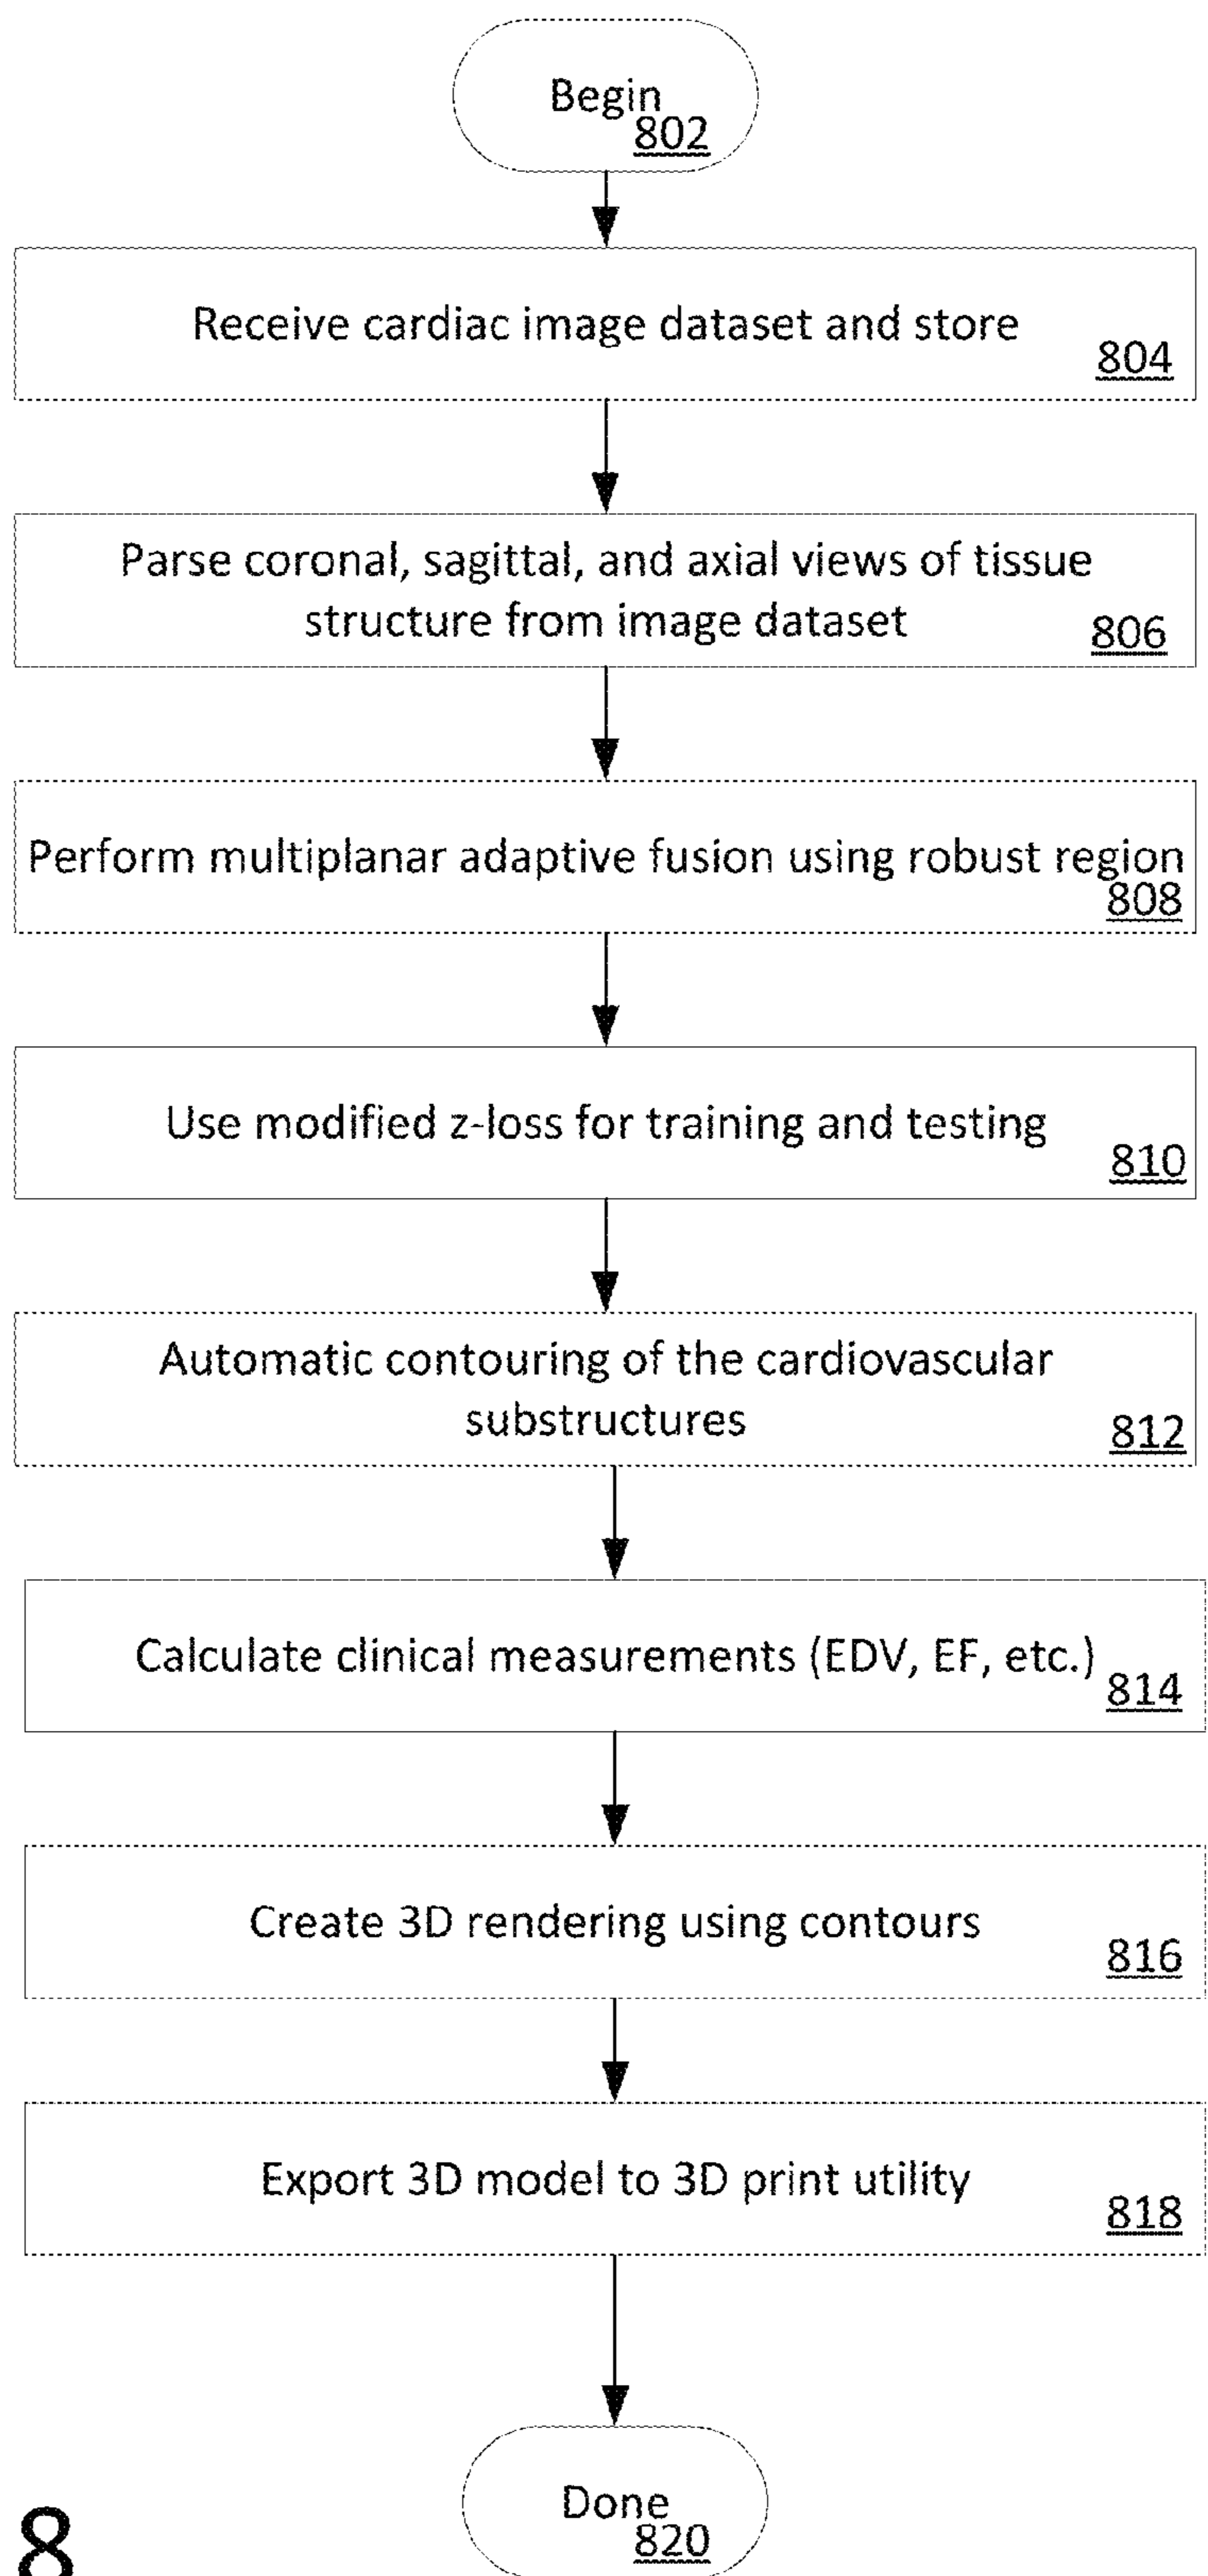 Begin
802
Receive cardiac image dataset and store
804
Parse coronal, sagittal, and axial views of tissue
structure from image dataset
806
Perform multiplanar adaptive fusion using robust region
808
Use modified z-loss for training and testing
810
Automatic contouring of the cardiovascular
substructures
812
Calculate clinical measurements (EDV, EF, etc.)
814
Create 3D rendering using contours
816
Export 3D model to 3D print utility
818
Done
820
8